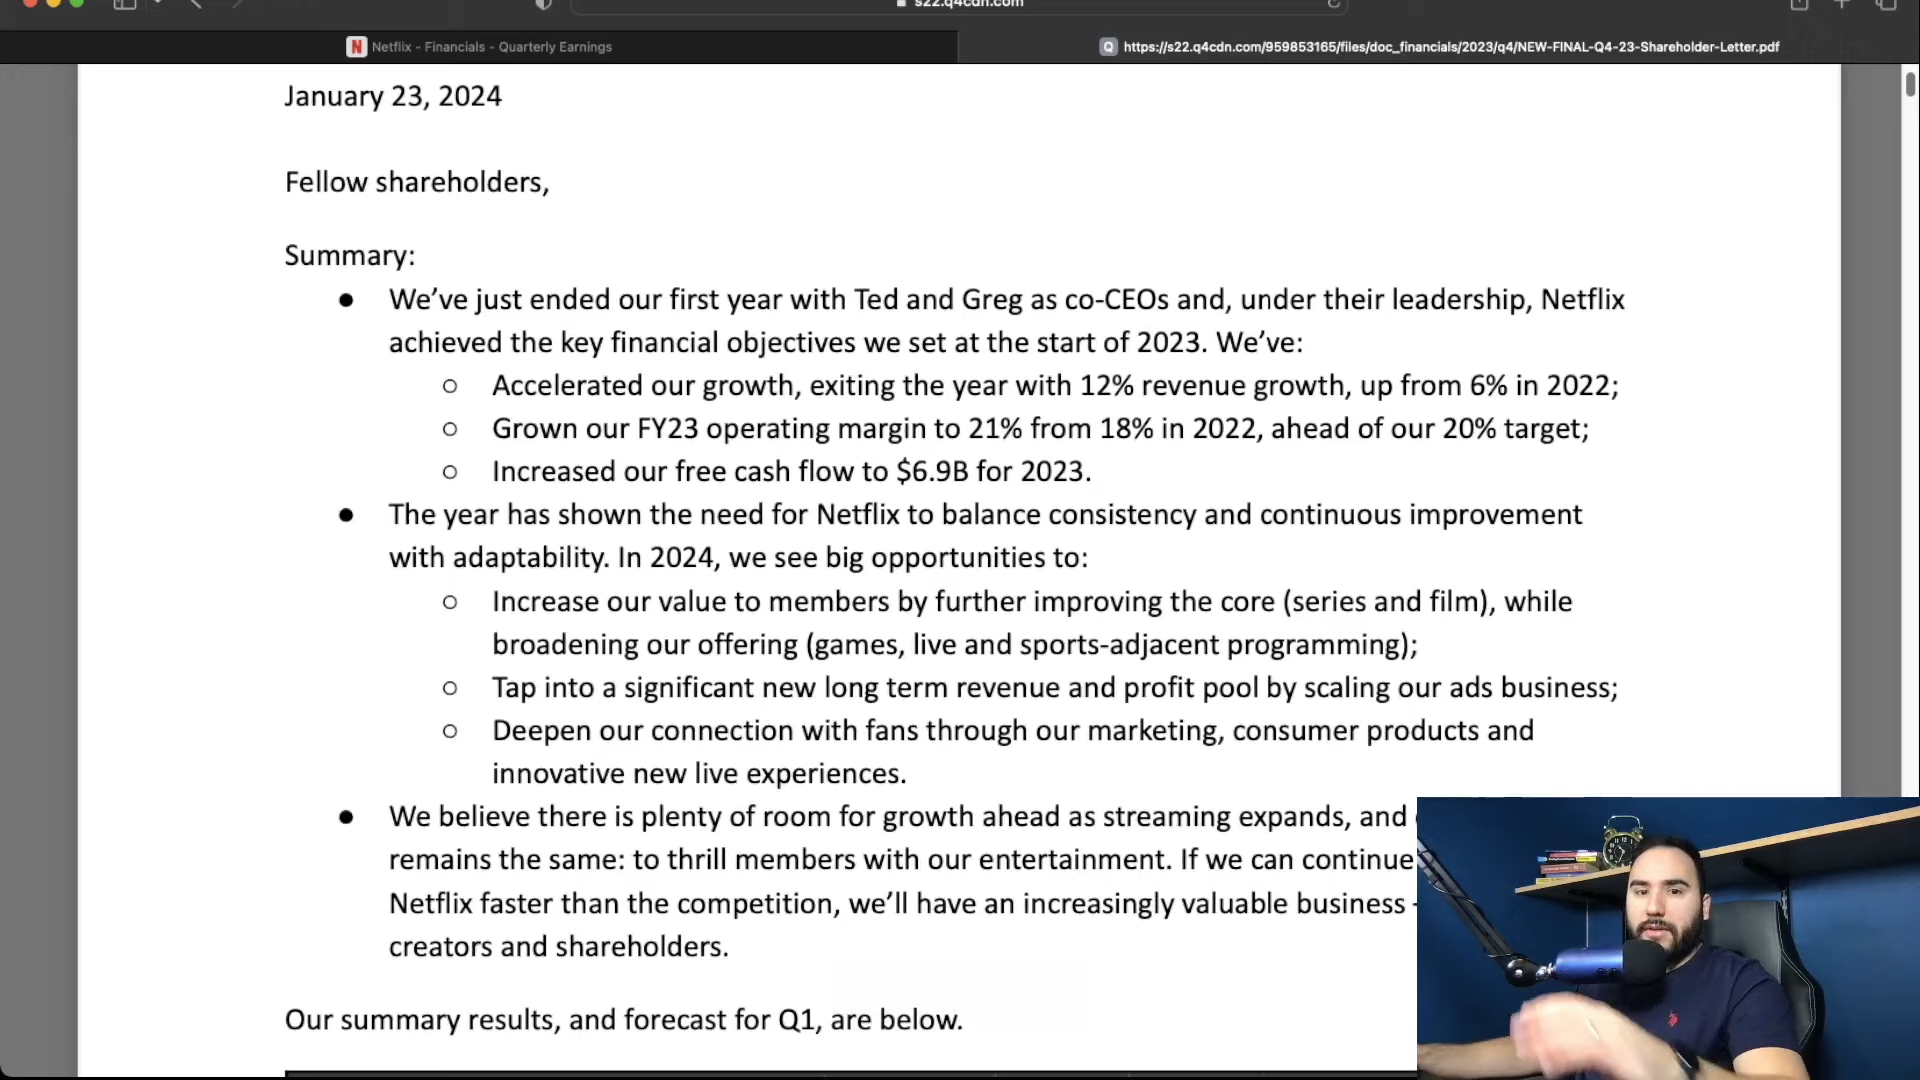 s22.q4cdn.com
Netflix - Financials - Quarterly Earnings
https://s22.q4cdn.com/959853165/files/doc_financials/2023/q4/NEW-FINAL-Q4-23-Shareholder-Letter.pdf
January 23, 2024
Fellow shareholders,
Summary:
● We’ve just ended our first year with Ted and Greg as co-CEOs and, under their leadership, Netflix
achieved the key financial objectives we set at the start of 2023. We’ve:
○ Accelerated our growth, exiting the year with 12% revenue growth, up from 6% in 2022;
○ Grown our FY23 operating margin to 21% from 18% in 2022, ahead of our 20% target;
○ Increased our free cash flow to $6.9B for 2023.
● The year has shown the need for Netflix to balance consistency and continuous improvement
with adaptability. In 2024, we see big opportunities to:
○ Increase our value to members by further improving the core (series and film), while
broadening our offering (games, live and sports-adjacent programming);
○ Tap into a significant new long term revenue and profit pool by scaling our ads business;
○ Deepen our connection with fans through our marketing, consumer products and
innovative new live experiences.
● We believe there is plenty of room for growth ahead as streaming expands, and
remains the same: to thrill members with our entertainment. If we can continue
Netflix faster than the competition, we’ll have an increasingly valuable business
creators and shareholders.
Our summary results, and forecast for Q1, are below.